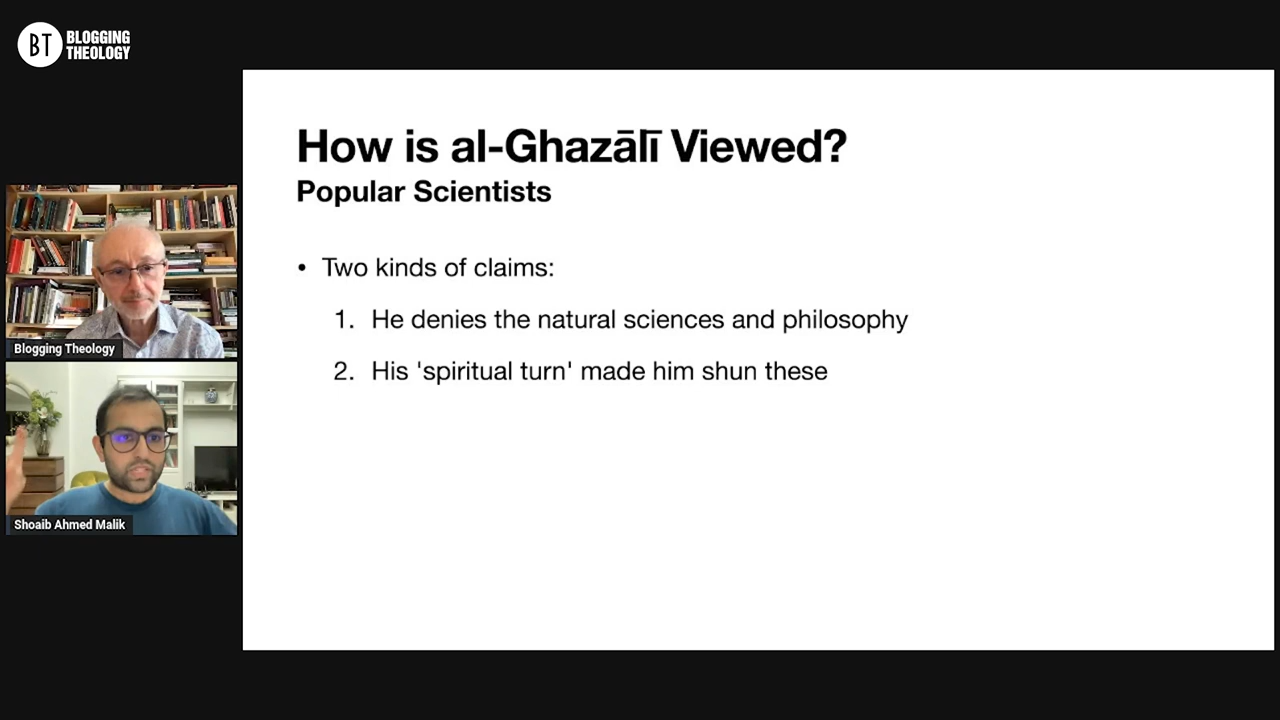 BT BLOGGING
THEOLOGY
How is al-Ghazālī Viewed?
Popular Scientists
• Two kinds of claims:
1. He denies the natural sciences and philosophy
2. His 'spiritual turn' made him shun these
Blogging Theology
Shoaib Ahmed Malik